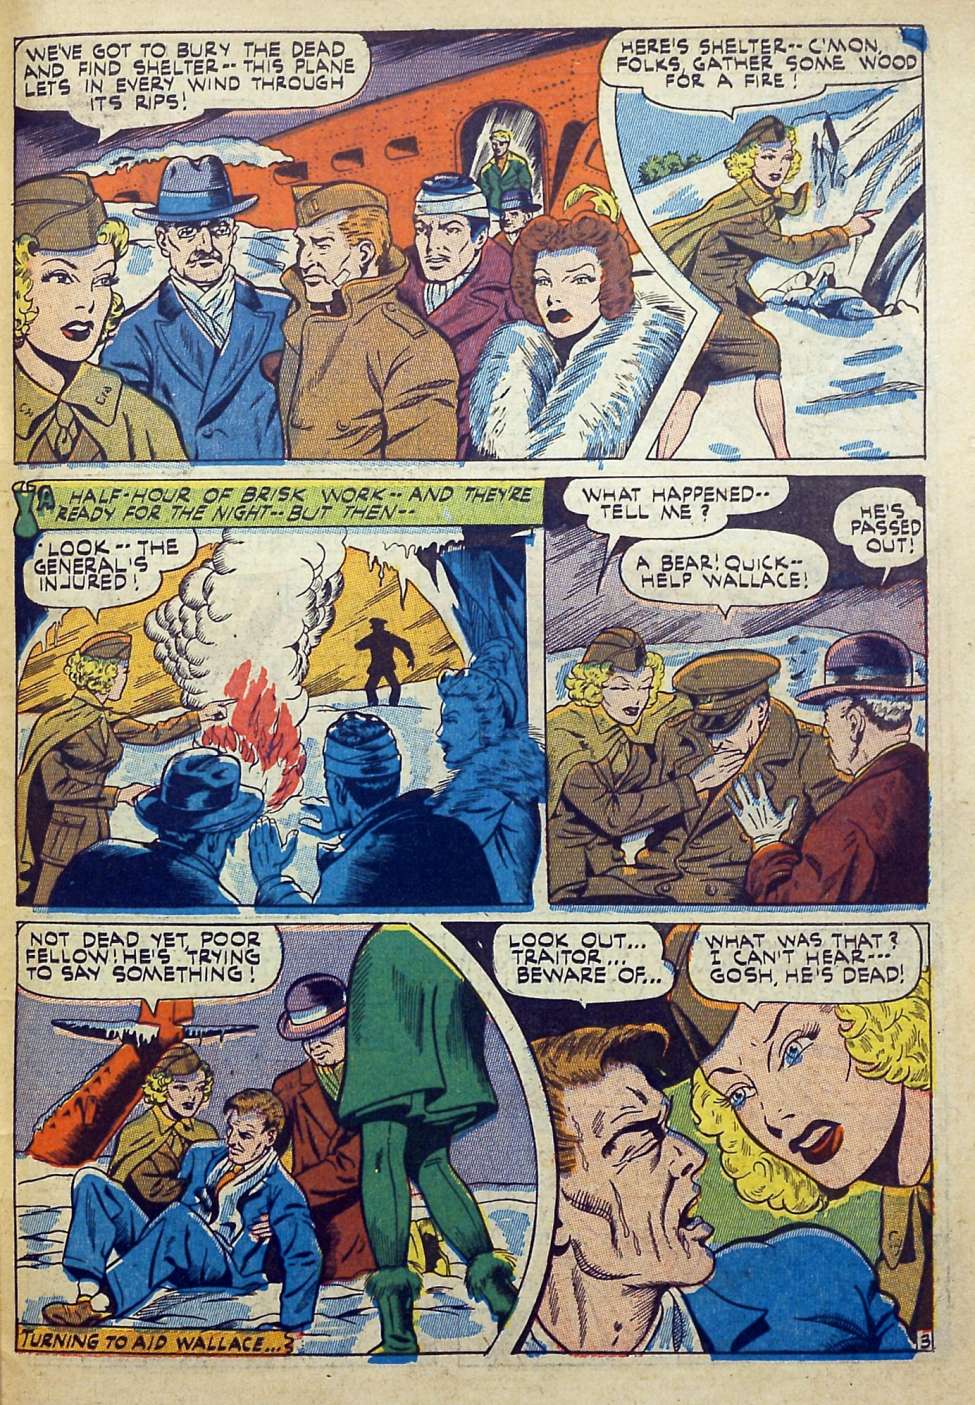 WE'VE GOT TO BURY THE DEAD
AND FIND SHELTER-- THIS PLANE
LETS IN EVERY WIND THROUGH
ITS RIPS!
HERE'S SHELTER-- C'MON,
FOLKS, GATHER SOME WOOD
FOR A FIRE!
A HALF-HOUR OF BRISK WORK-- AND THEY'RE
READY FOR THE NIGHT-- BUT THEN--
LOOK-- THE
GENERAL'S
INJURED!
WHAT HAPPENED--
TELL ME?
A BEAR! QUICK--
HELP WALLACE!
HE'S
PASSED
OUT!
NOT DEAD YET, POOR
FELLOW! HE'S TRYING
TO SAY SOMETHING!
TURNING TO AID WALLACE...
LOOK OUT...
TRAITOR...
BEWARE OF...
WHAT WAS THAT?
I CAN'T HEAR---
GOSH, HE'S DEAD!
3